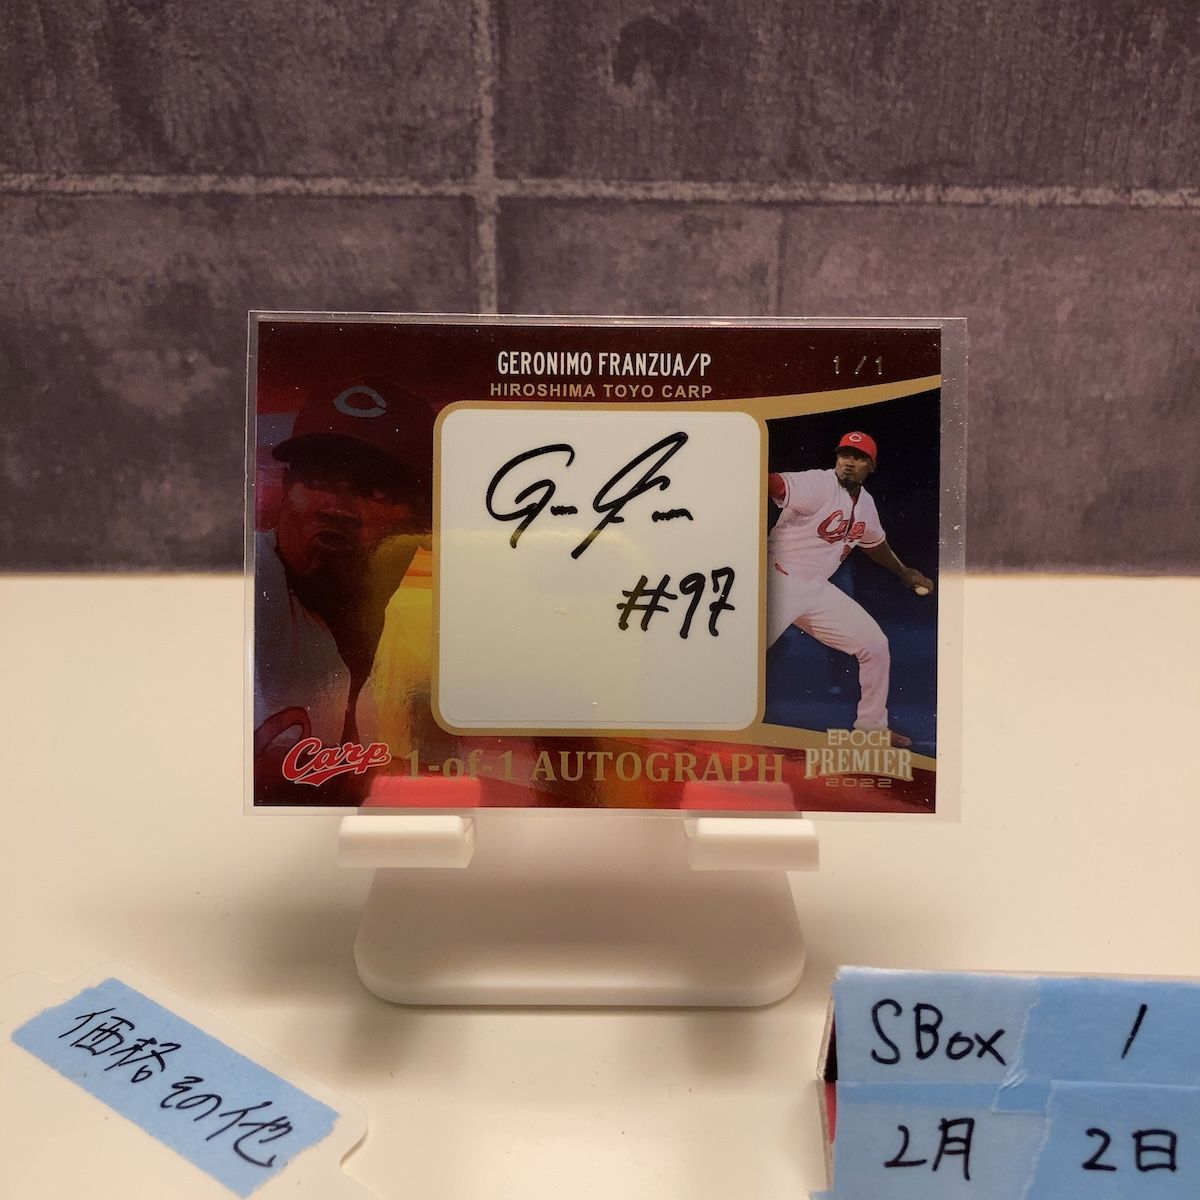 GERONIMO FRANZUA/P
1/1
HIROSHIMA TOYO CARP
#97
Carp
Carp
1-of-1 AUTOGRAPH
EPOCH
PREMIER
2022
価格その他
SBox 1
2月 2日